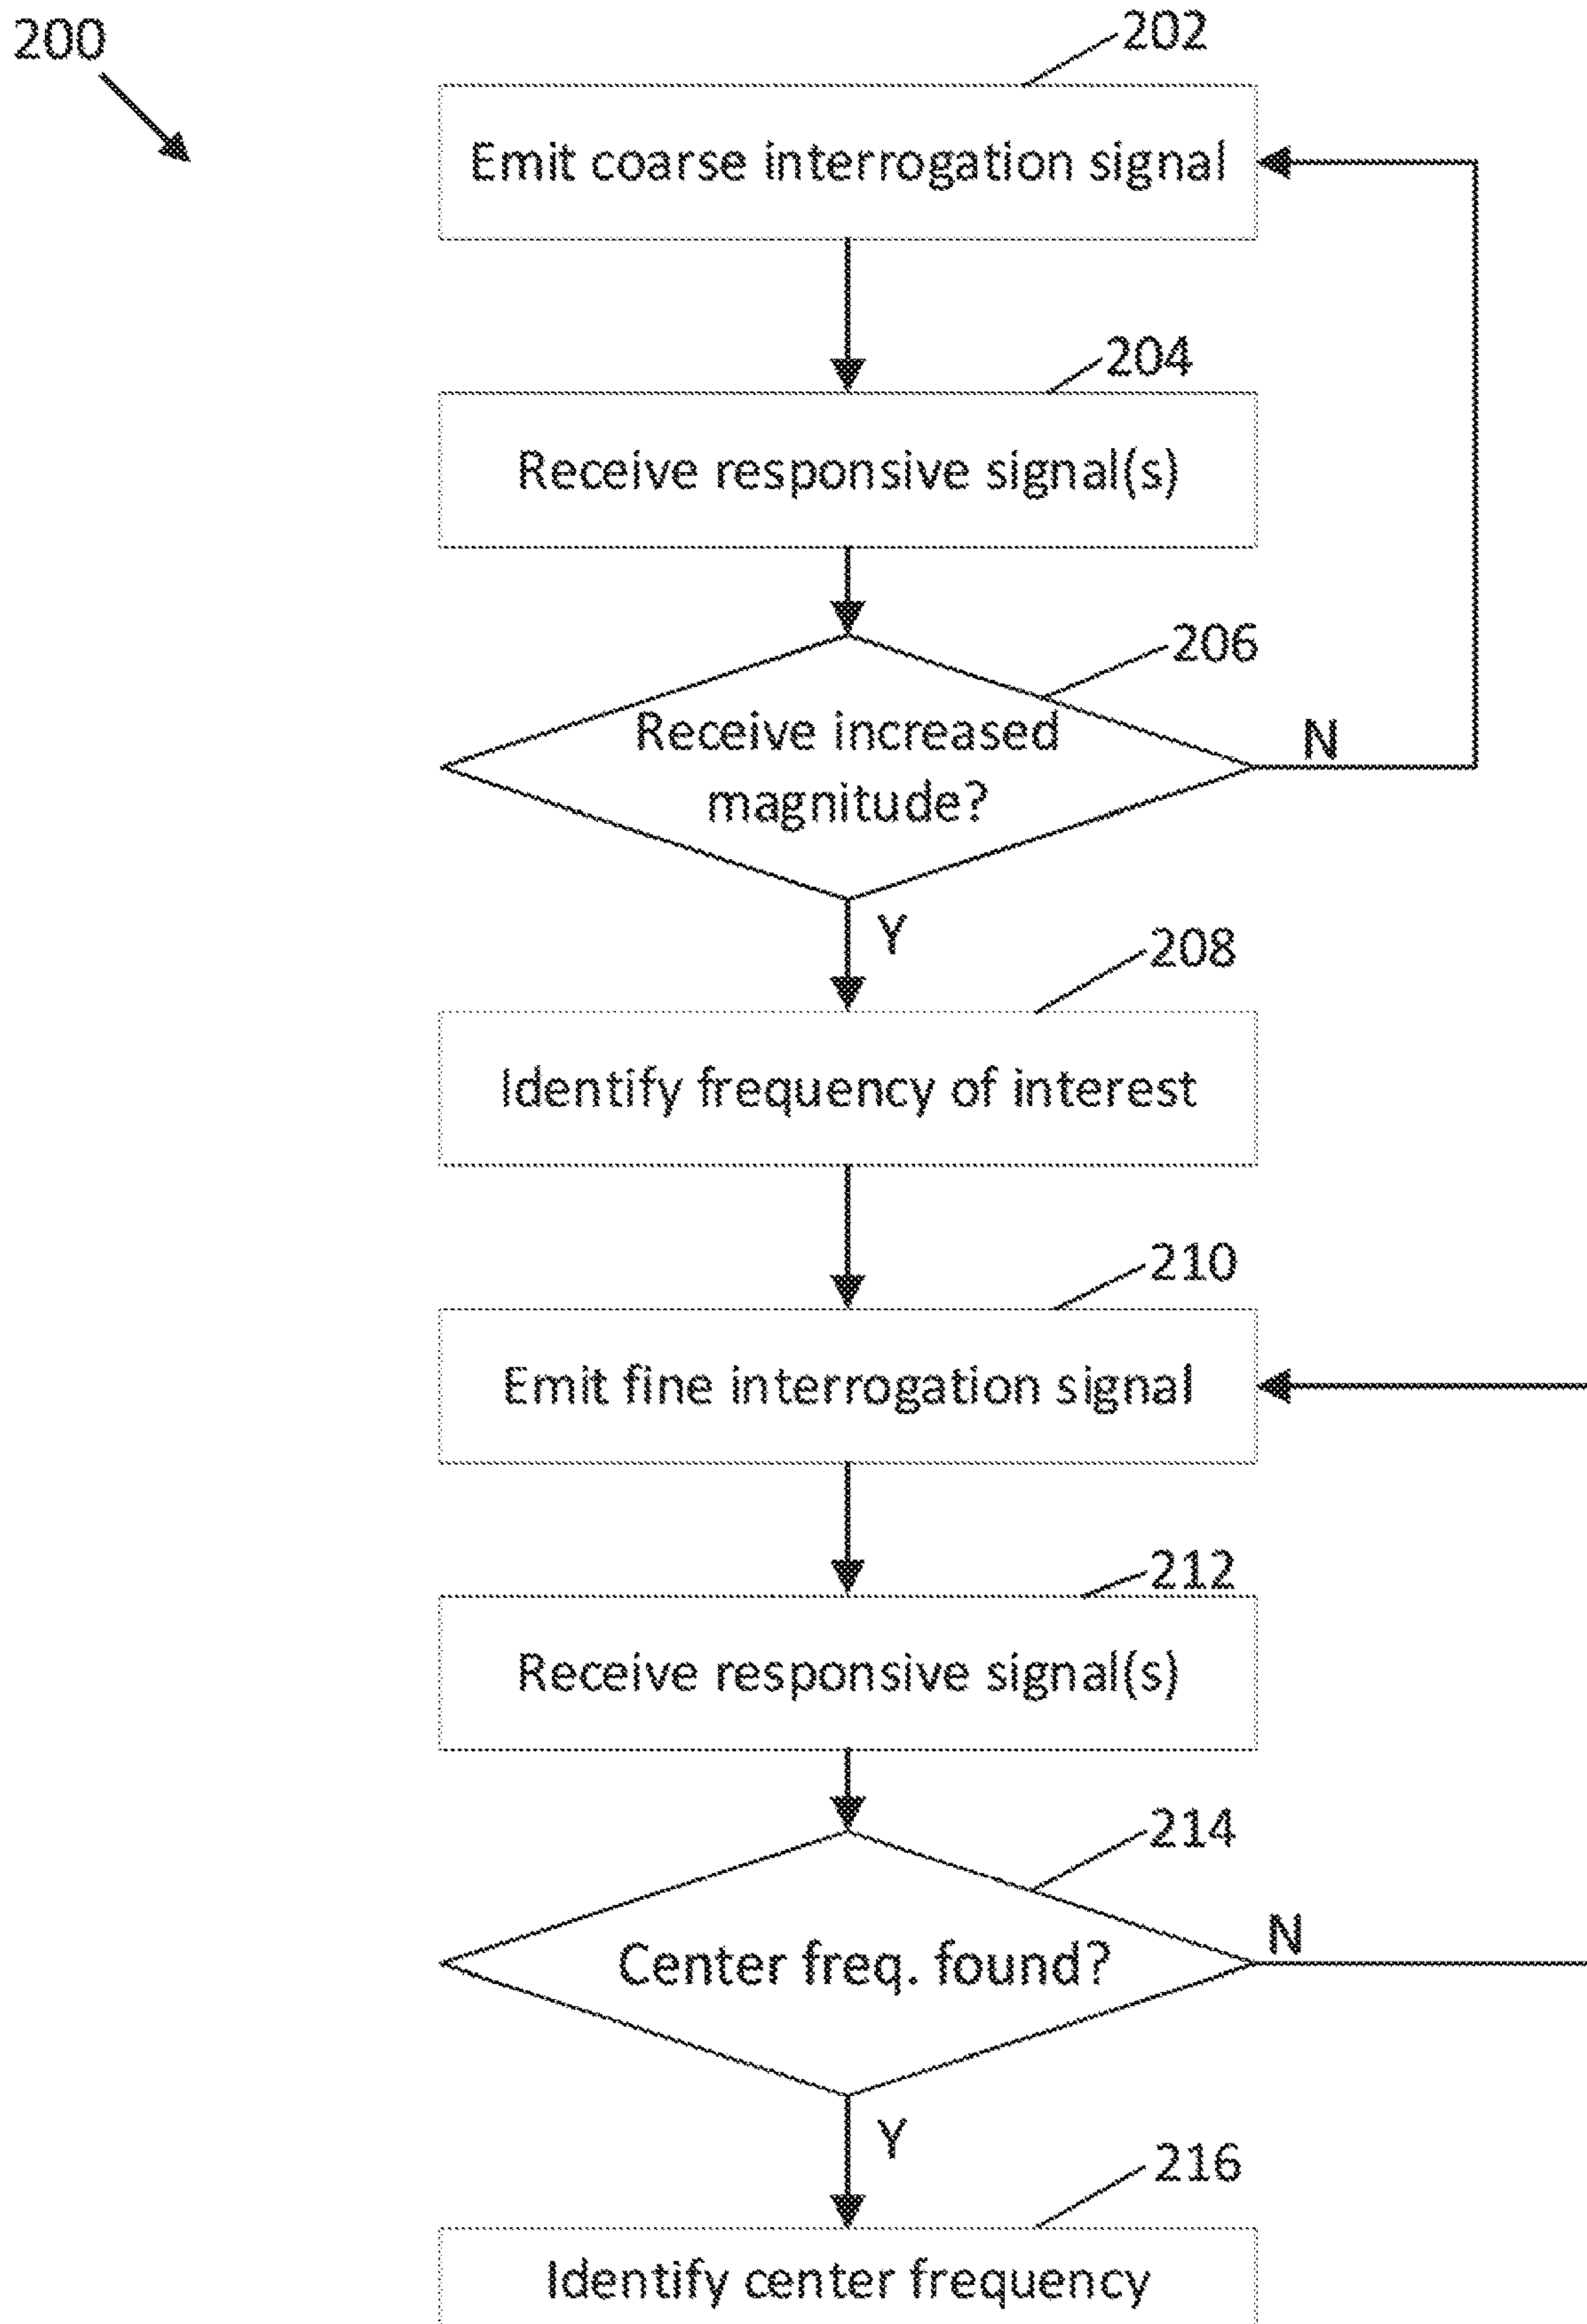 200
202
Emit coarse interrogation signal
204
Receive responsive signal(s)
206
Receive increased
magnitude?
N
Y
208
Identify frequency of interest
210
Emit fine interrogation signal
212
Receive responsive signal(s)
214
Center freq. found?
N
Y
216
Identify center frequency